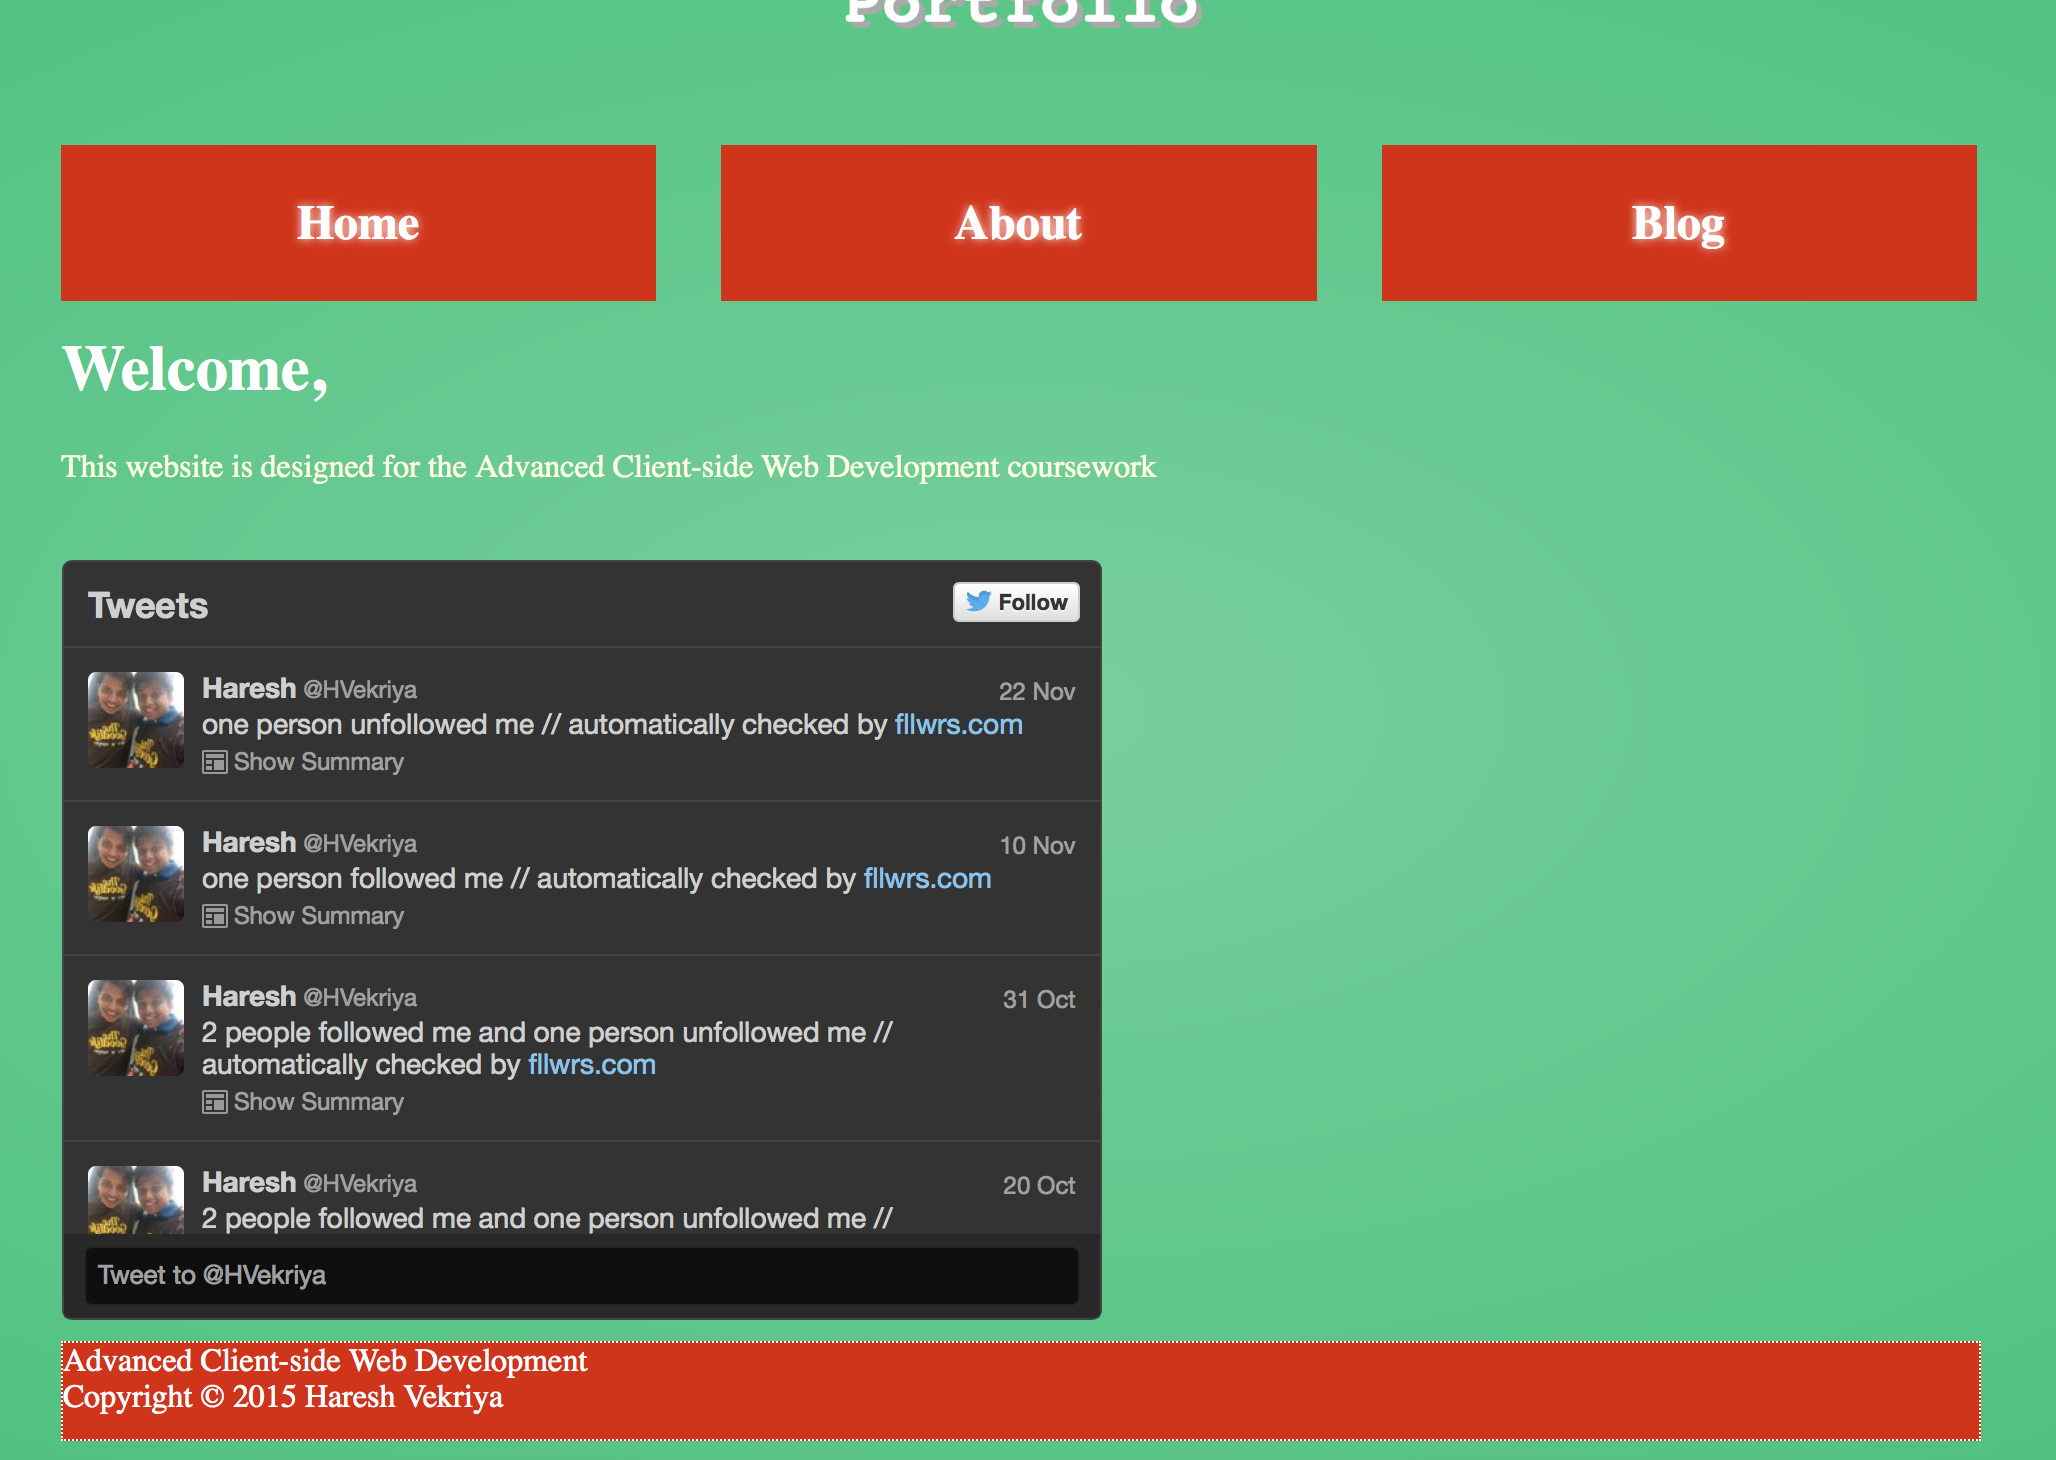 Portfolio
Home
About
Blog
Welcome,
This website is designed for the Advanced Client-side Web Development coursework
Tweets
Follow
Haresh @HVekriya
22 Nov
one person unfollowed me // automatically checked by fllwrs.com
Show Summary
Haresh @HVekriya
10 Nov
one person followed me // automatically checked by fllwrs.com
Show Summary
Haresh @HVekriya
31 Oct
2 people followed me and one person unfollowed me //
automatically checked by fllwrs.com
Show Summary
Haresh @HVekriya
20 Oct
2 people followed me and one person unfollowed me //
Tweet to @HVekriya
Advanced Client-side Web Development
Copyright © 2015 Haresh Vekriya